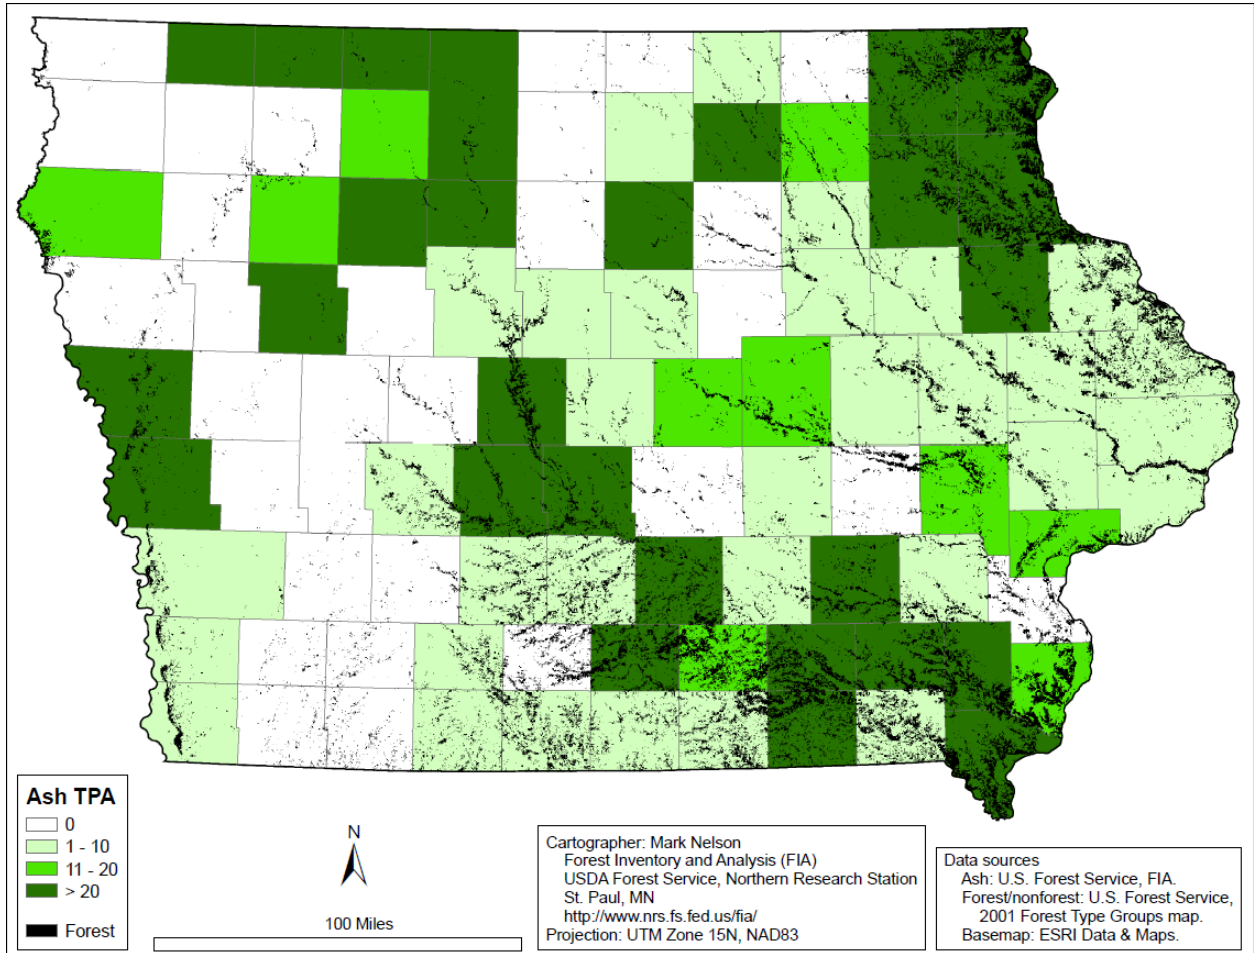 Ash TPA
0
1 - 10
11 - 20
> 20
Forest
N
100 Miles
Cartographer: Mark Nelson
Forest Inventory and Analysis (FIA)
USDA Forest Service, Northern Research Station
St. Paul, MN
http://www.nrs.fs.fed.us/fia/
Projection: UTM Zone 15N, NAD83
Data sources
Ash: U.S. Forest Service, FIA.
Forest/nonforest: U.S. Forest Service,
2001 Forest Type Groups map.
Basemap: ESRI Data & Maps.